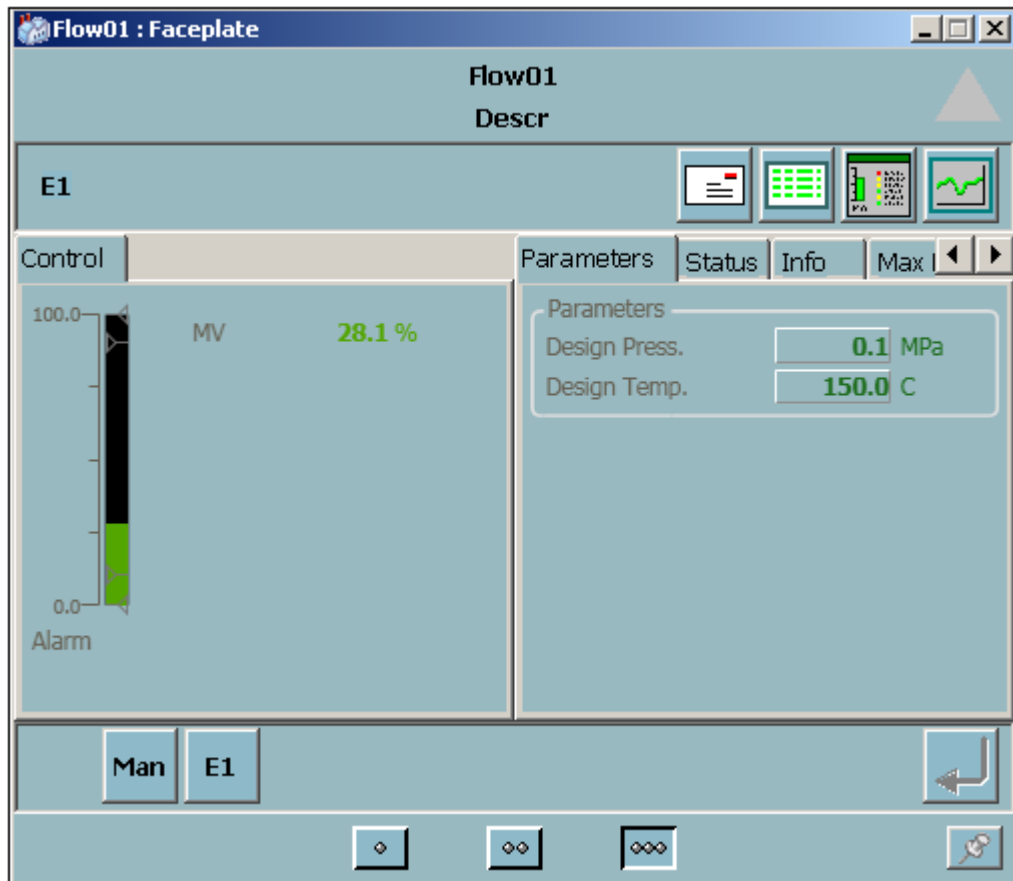 Flow01 : Faceplate
Flow01
Descr
E1
Control
Parameters Status Info Max
100.0
MV 28.1 %
0.0
Alarm
Parameters
Design Press. 0.1 MPa
Design Temp. 150.0 C
Man E1